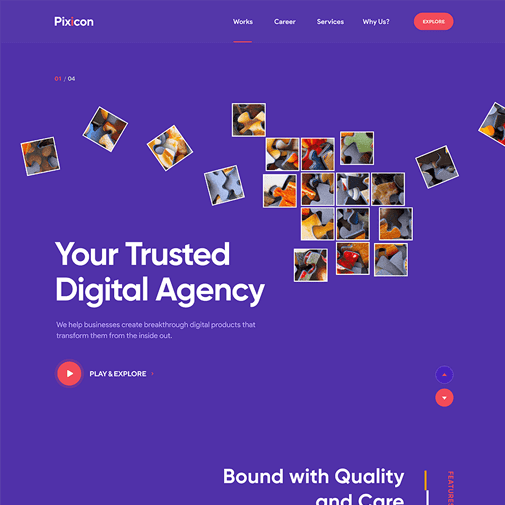 Pixicon
Works
Career
Services
Why Us?
EXPLORE
01 / 04
Your Trusted
Digital Agency
We help businesses create breakthrough digital products that
transform them from the inside out.
PLAY & EXPLORE
Bound with Quality
and Care
FEATURES